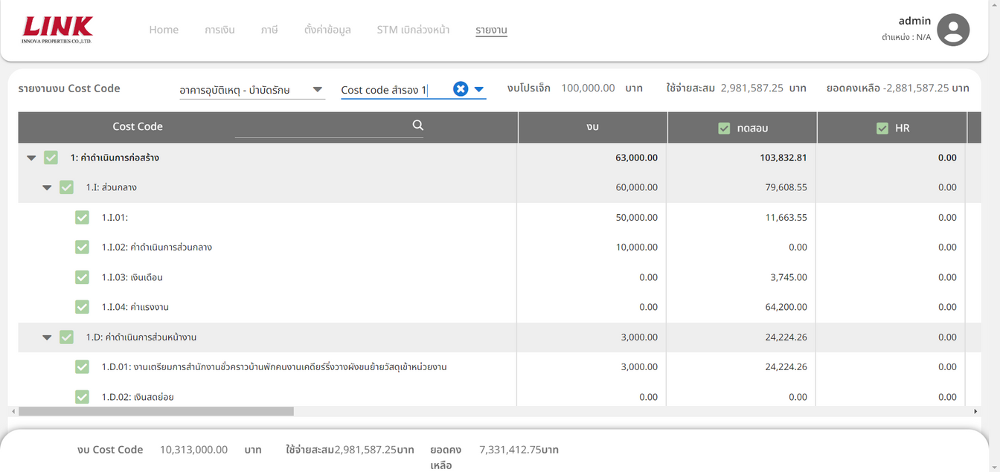 LINK
INNOVA PROPERTIES CO.,LTD.
Home การเงิน ภาษี ตั้งค่าข้อมูล STM เบิกล่วงหน้า รายงาน
admin
ตำแหน่ง : N/A
รายงานงบ Cost Code อาคารอุบัติเหตุ - บำบัดรักษ Cost code สำรอง 1 งบโปรเจ็ก 100,000.00 บาท ใช้จ่ายสะสม 2,981,587.25 บาท ยอดคงเหลือ -2,881,587.25 บาท
Cost Code งบ ทดสอบ HR
1: ค่าดำเนินการก่อสร้าง 63,000.00 103,832.81 0.00
1.I: ส่วนกลาง 60,000.00 79,608.55 0.00
1.I.01: 50,000.00 11,663.55 0.00
1.I.02: ค่าดำเนินการส่วนกลาง 10,000.00 0.00 0.00
1.I.03: เงินเดือน 0.00 3,745.00 0.00
1.I.04: ค่าแรงงาน 0.00 64,200.00 0.00
1.D: ค่าดำเนินการส่วนหน้างาน 3,000.00 24,224.26 0.00
1.D.01: งานเตรียมการสำนักงานชั่วคราวบ้านพักคนงานเคดียร์ริ่งวางผังขนย้ายวัสดุเข้าหน่วยงาน 3,000.00 24,224.26 0.00
1.D.02: เงินสดย่อย 0.00 0.00 0.00
งบ Cost Code 10,313,000.00 บาท ใช้จ่ายสะสม2,981,587.25บาท ยอดคง 7,331,412.75บาท
เหลือ